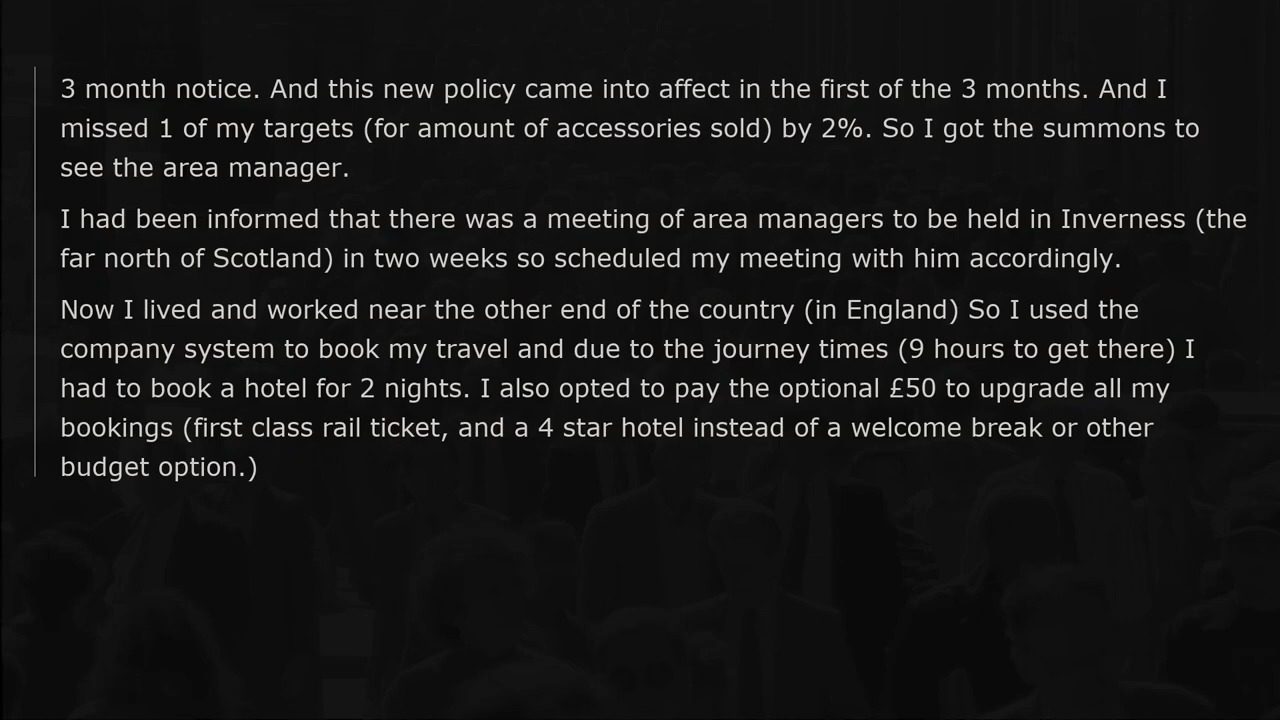 3 month notice. And this new policy came into affect in the first of the 3 months. And I
missed 1 of my targets (for amount of accessories sold) by 2%. So I got the summons to
see the area manager.
I had been informed that there was a meeting of area managers to be held in Inverness (the
far north of Scotland) in two weeks so scheduled my meeting with him accordingly.
Now I lived and worked near the other end of the country (in England) So I used the
company system to book my travel and due to the journey times (9 hours to get there) I
had to book a hotel for 2 nights. I also opted to pay the optional £50 to upgrade all my
bookings (first class rail ticket, and a 4 star hotel instead of a welcome break or other
budget option.)